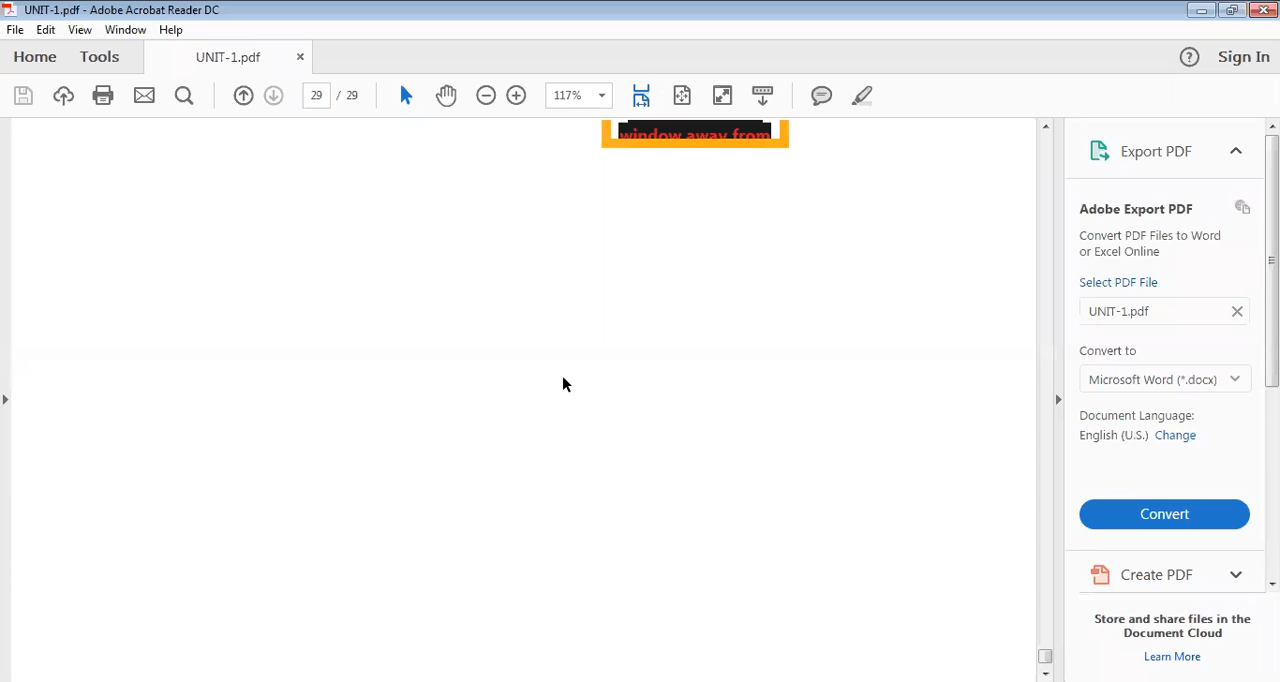 UNIT-1.pdf - Adobe Acrobat Reader DC
File Edit View Window Help
Home Tools UNIT-1.pdf × Sign In
29 / 29 117%
window away from
Export PDF
Adobe Export PDF
Convert PDF Files to Word
or Excel Online
Select PDF File
UNIT-1.pdf
Convert to
Microsoft Word (*.docx)
Document Language:
English (U.S.) Change
Convert
Create PDF
Store and share files in the
Document Cloud
Learn More